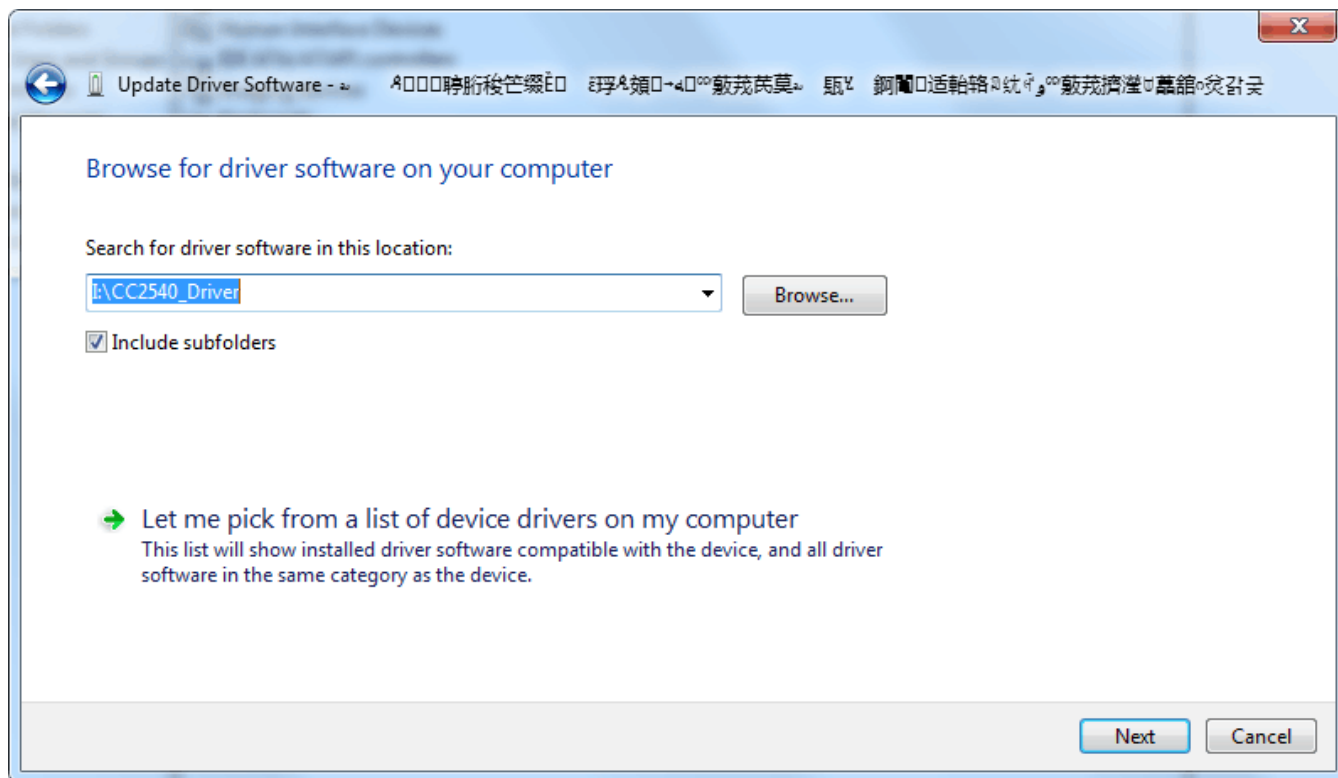 Update Driver Software -
Browse for driver software on your computer
Search for driver software in this location:
I:\CC2540_Driver
Browse...
Include subfolders
Let me pick from a list of device drivers on my computer
This list will show installed driver software compatible with the device, and all driver
software in the same category as the device.
Next
Cancel